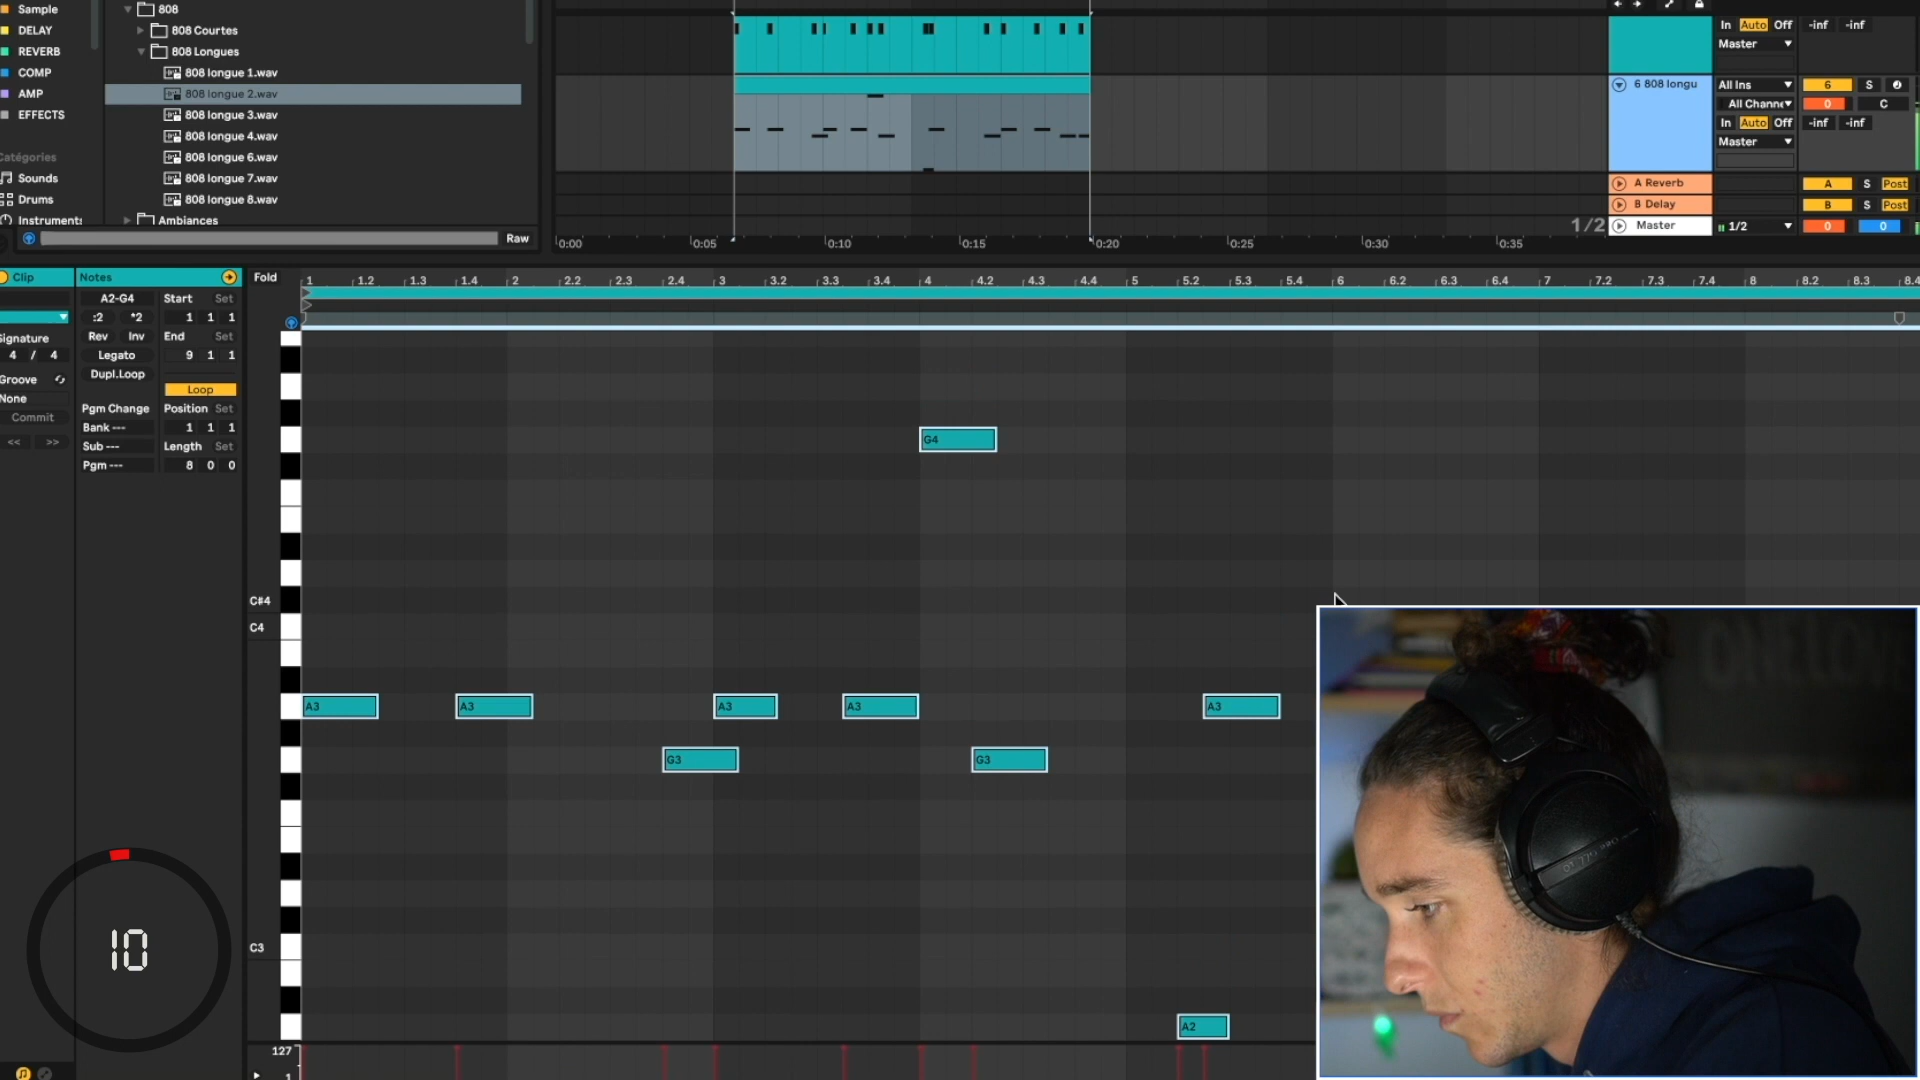 Sample
DELAY
REVERB
COMP
AMP
EFFECTS
Catégories
Sounds
Drums
Instruments
808
808 Courtes
808 Longues
808 longue 1.wav
808 longue 2.wav
808 longue 3.wav
808 longue 4.wav
808 longue 6.wav
808 longue 7.wav
808 longue 8.wav
Ambiances
Raw
0:00 0:05 0:10 0:15 0:20 0:25 0:30 0:35
1/2
In Auto Off -inf -inf
Master
6 808 longu All Ins 6 S
All Channe 0 C
In Auto Off -inf -inf
Master
A Reverb A S Post
B Delay B S Post
Master 1/2 0 0
Clip Notes Fold
1 1.2 1.3 1.4 2 2.2 2.3 2.4 3 3.2 3.3 3.4 4 4.2 4.3 4.4 5 5.2 5.3 5.4 6 6.2 6.3 6.4 7 7.2 7.3 7.4 8 8.2 8.3 8.4
A2-G4 Start Set
:2 *2 1 1 1
Rev Inv End Set
Legato 9 1 1
Dupl.Loop
Loop
Pgm Change Position Set
Bank --- 1 1 1
Sub --- Length Set
Pgm --- 8 0 0
Signature
4 / 4
Groove
None
Commit
<< >>
G4
C#4
C4
A3 A3 A3 A3 A3
G3 G3
C3
A2
127
1
10